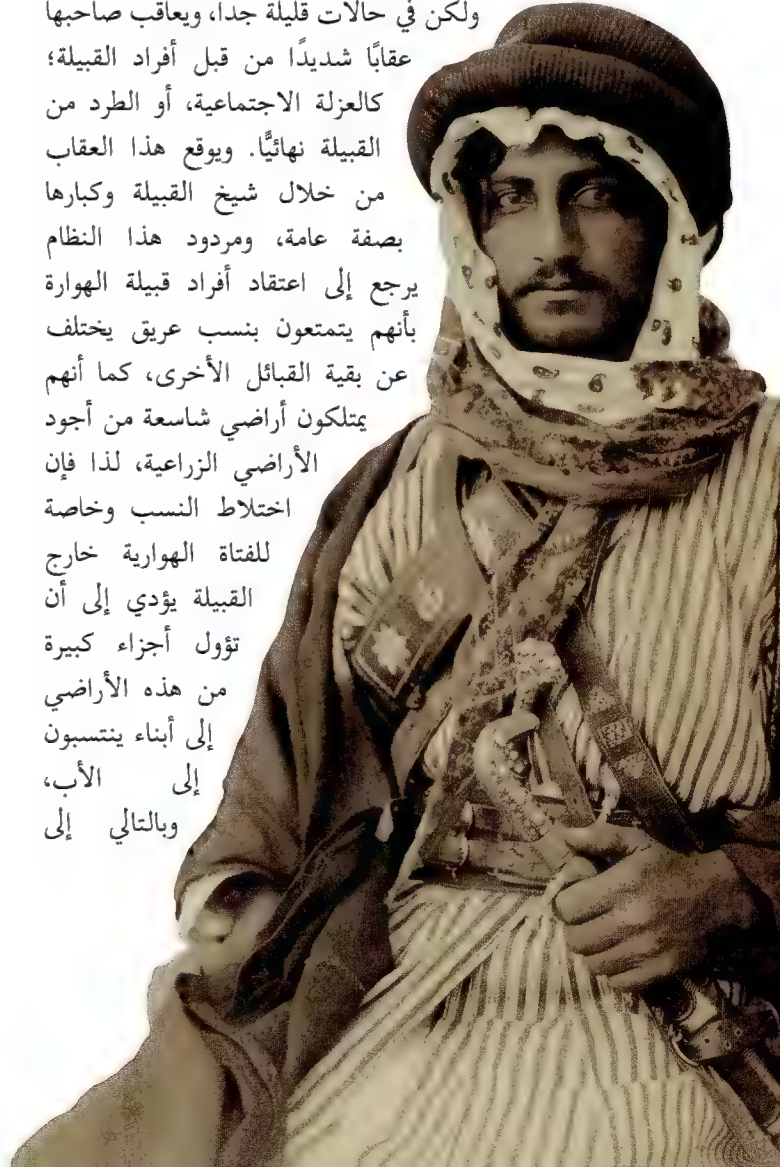 ولكن في حالات قليلة جدا، ويعاقب صاحبها
عقابًا شديدًا من قبل أفراد القبيلة؛
كالعزلة الاجتماعية، أو الطرد من
القبيلة نهائيًّا. ويوقع هذا العقاب
من خلال شيخ القبيلة وكبارها
بصفة عامة، ومردود هذا النظام
يرجع إلى اعتقاد أفراد قبيلة الهوارة
بأنهم يتمتعون بنسب عريق يختلف
عن بقية القبائل الأخرى، كما أنهم
يمتلكون أراضي شاسعة من أجود
الأراضي الزراعية، لذا فإن
اختلاط النسب وخاصة
للفتاة الهوارية خارج
القبيلة يؤدي إلى أن
تؤول أجزاء كبيرة
من هذه الأراضي
إلى أبناء ينتسبون
إلى الأب،
وبالتالي إلى